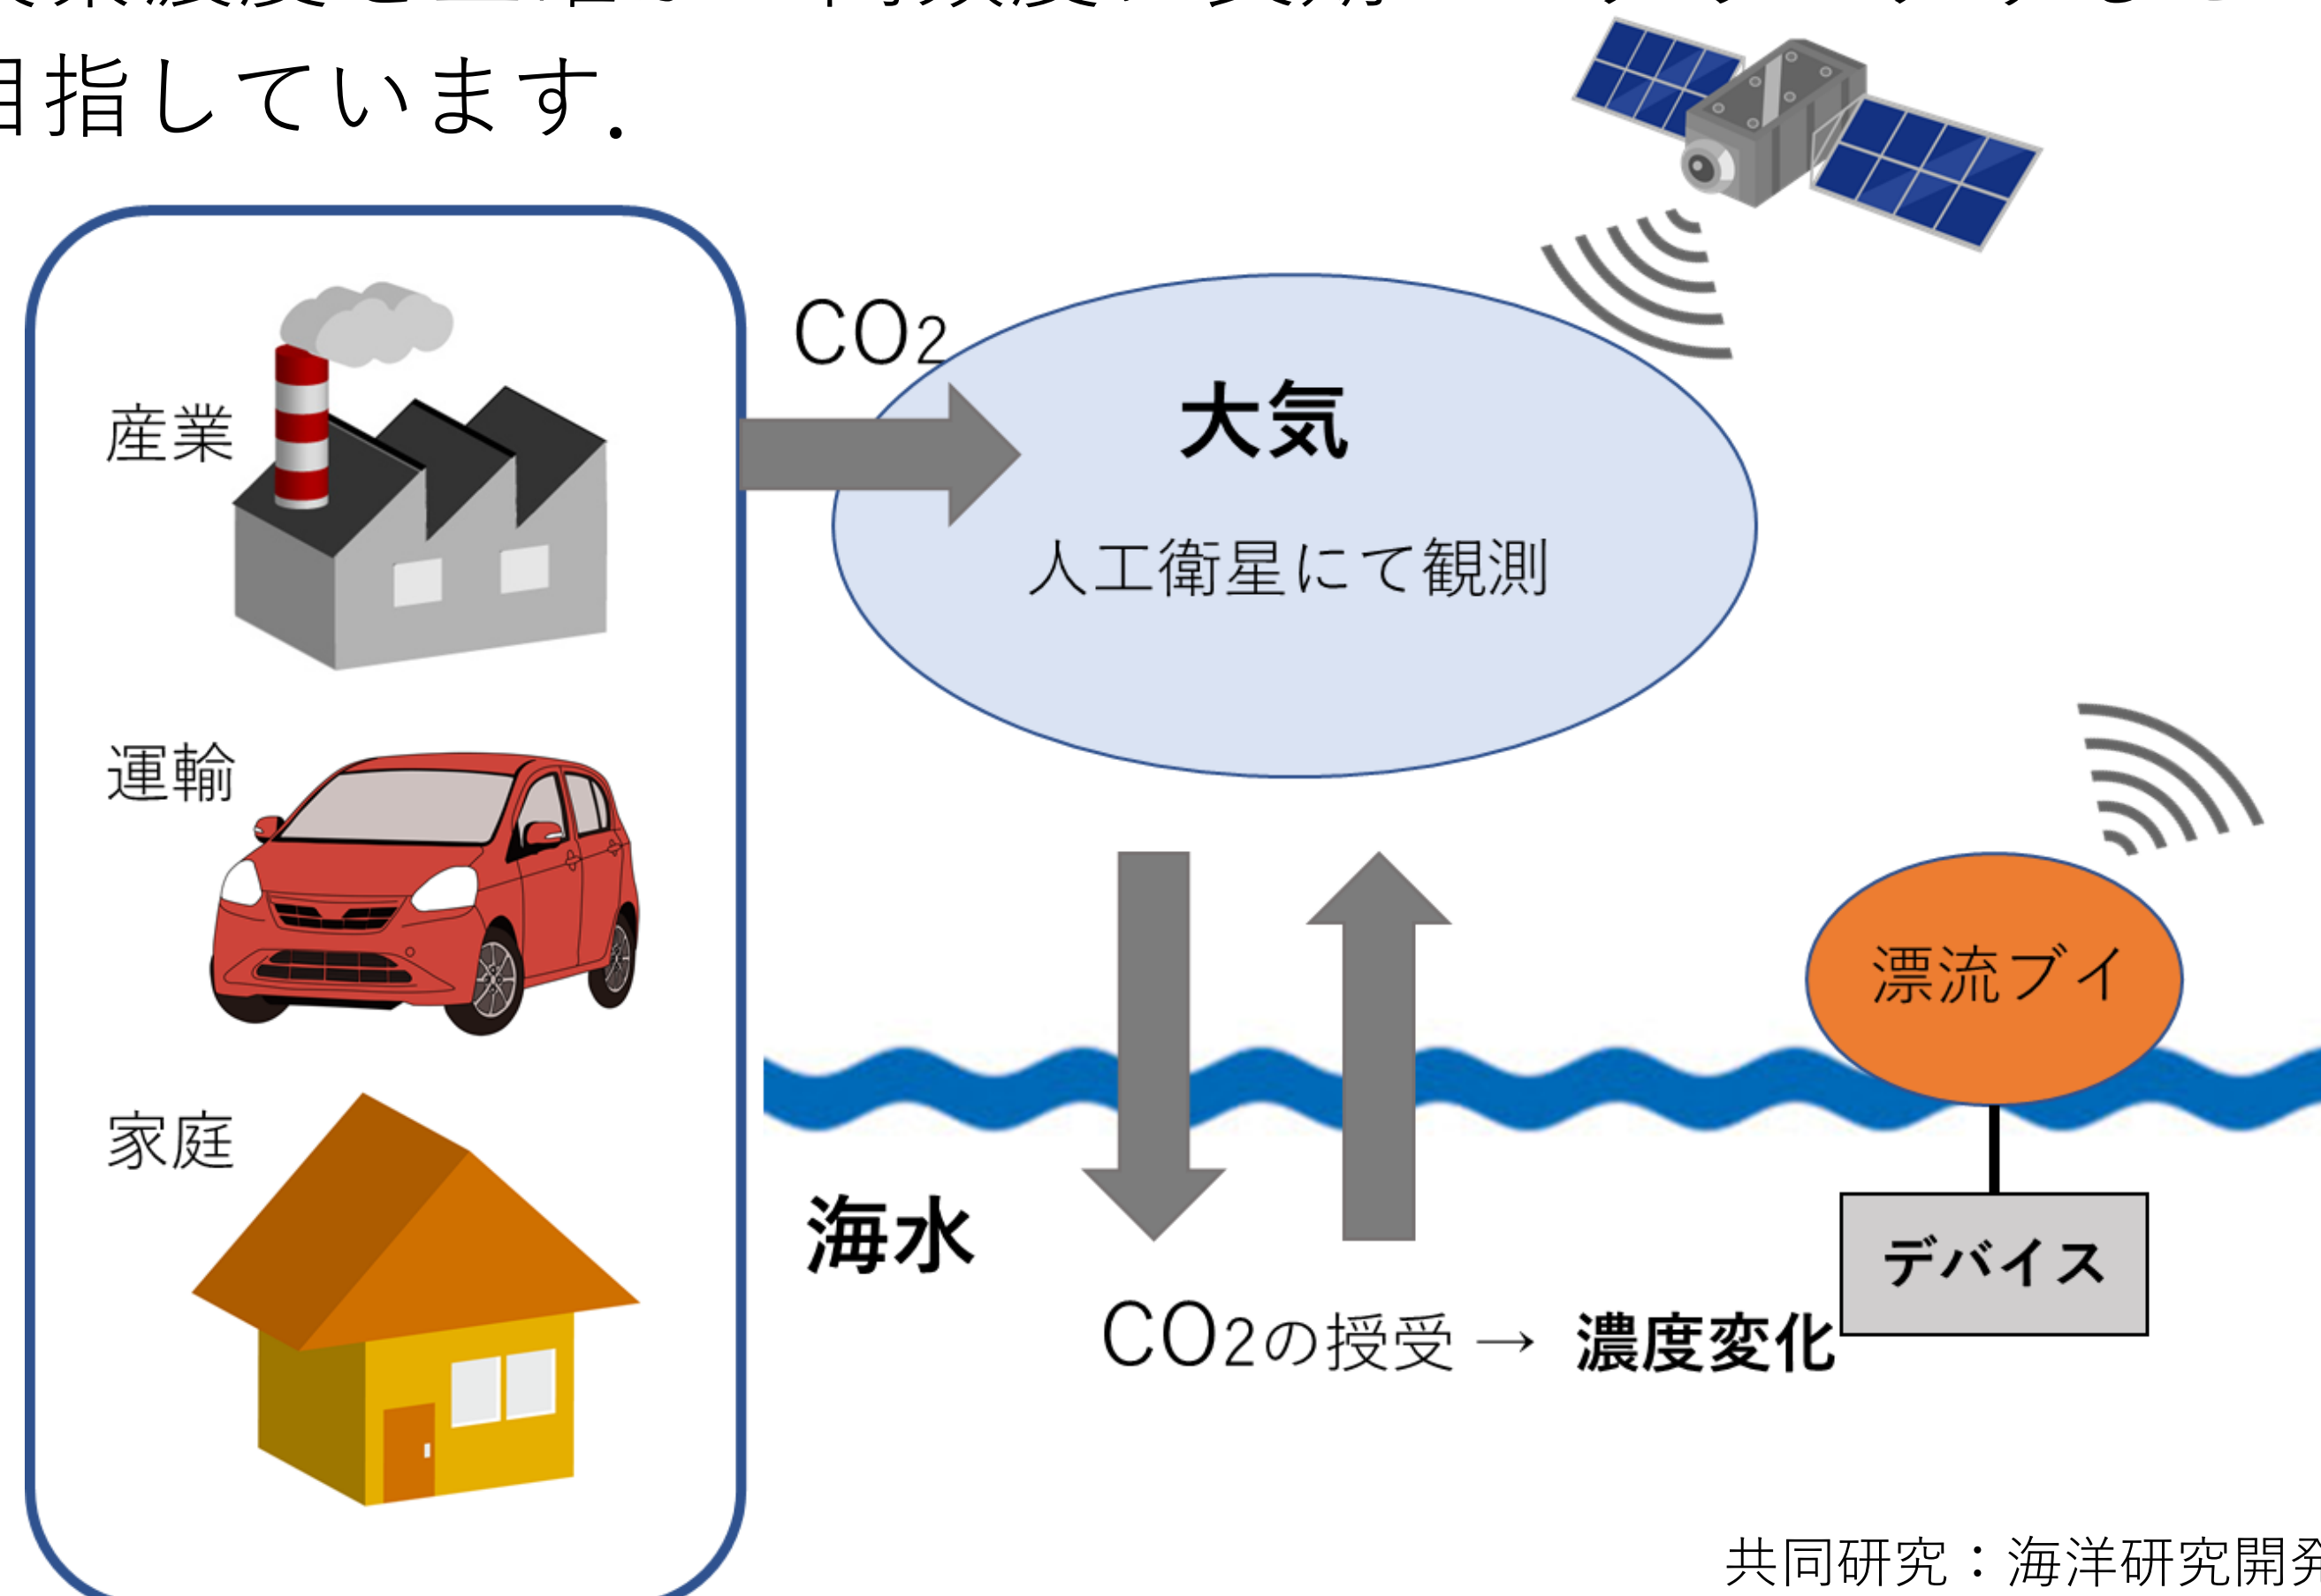 目指しています.
CO2
大気
産業
人工衛星にて観測
運輸
漂流ブイ
家庭
海水
デバイス
CO2の授受 → 濃度変化
共同研究：海洋研究開発